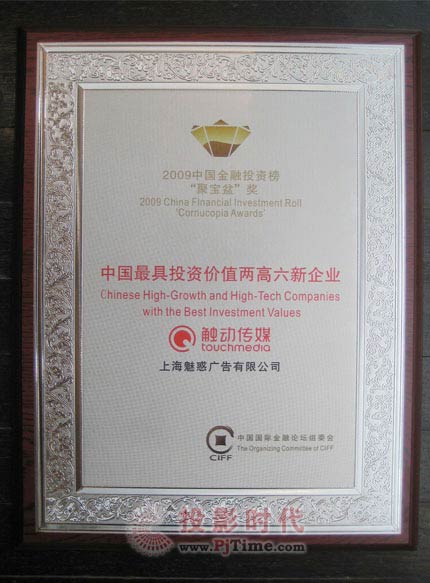 2009中国金融投资榜
“聚宝盆”奖
2009 China Financial Investment Roll
'Cornucopia Awards'
中国最具投资价值两高六新企业
Chinese High-Growth and High-Tech Companies
with the Best Investment Values
触动传媒
touchmedia
上海魅惑广告有限公司
中国国际金融论坛组委会
The Organizing Committee of CIFF
CIFF
投影时代
www.PjTime.com